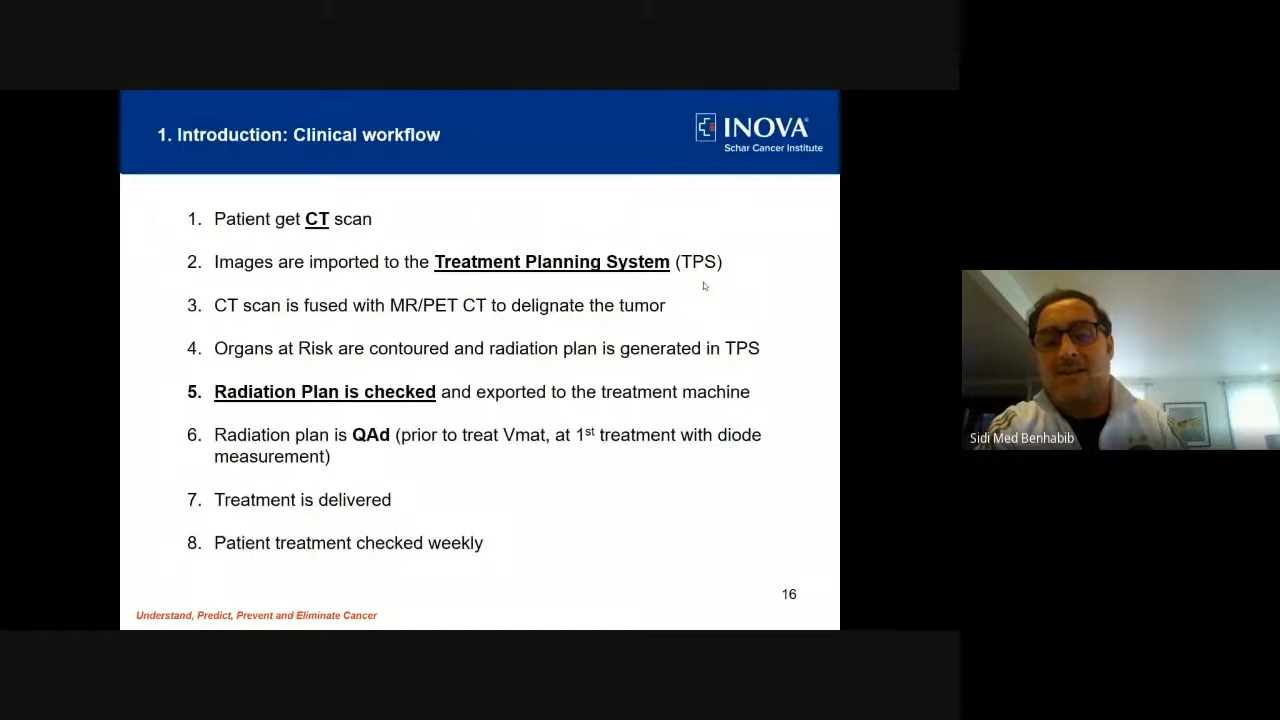 1. Introduction: Clinical workflow
INOVA®
Schar Cancer Institute
1. Patient get CT scan
2. Images are imported to the Treatment Planning System (TPS)
3. CT scan is fused with MR/PET CT to delignate the tumor
4. Organs at Risk are contoured and radiation plan is generated in TPS
5. Radiation Plan is checked and exported to the treatment machine
6. Radiation plan is QAd (prior to treat Vmat, at 1st treatment with diode
measurement)
7. Treatment is delivered
8. Patient treatment checked weekly
16
Understand, Predict, Prevent and Eliminate Cancer
Sidi Med Benhabib